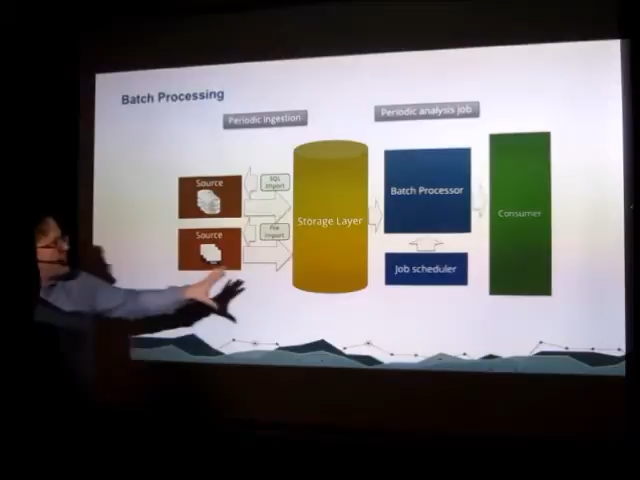 Batch Processing
Periodic ingestion
Periodic analysis job
Source
SQL
Import
Source
File
Import
Storage Layer
Batch Processor
Job scheduler
Consumer